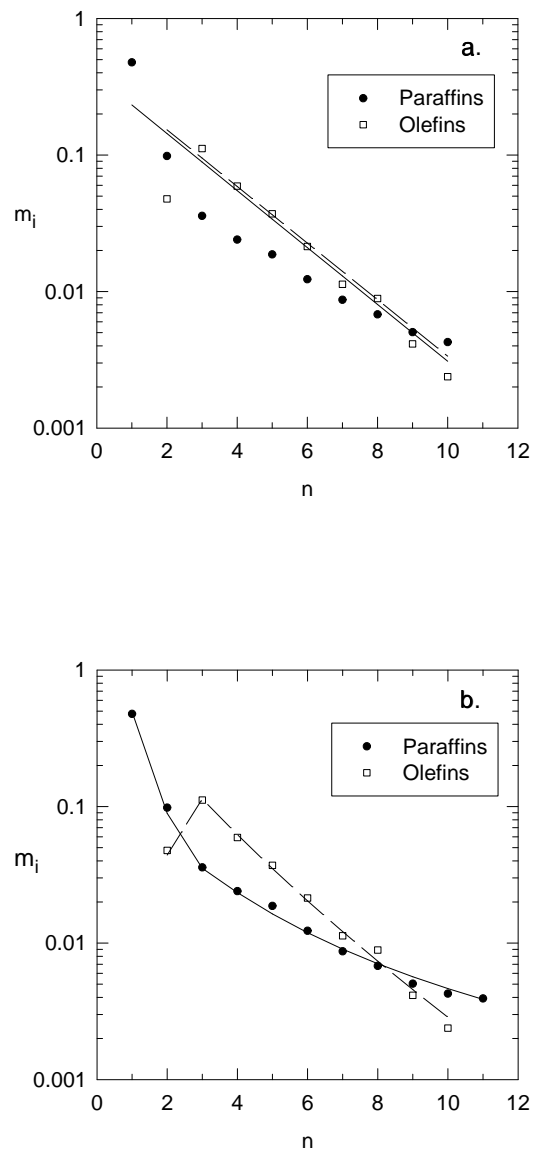 a.
1
Paraffins
Olefins
0.1
m_i
0.01
0.001
0 2 4 6 8 10 12
n
b.
1
Paraffins
Olefins
0.1
m_i
0.01
0.001
0 2 4 6 8 10 12
n